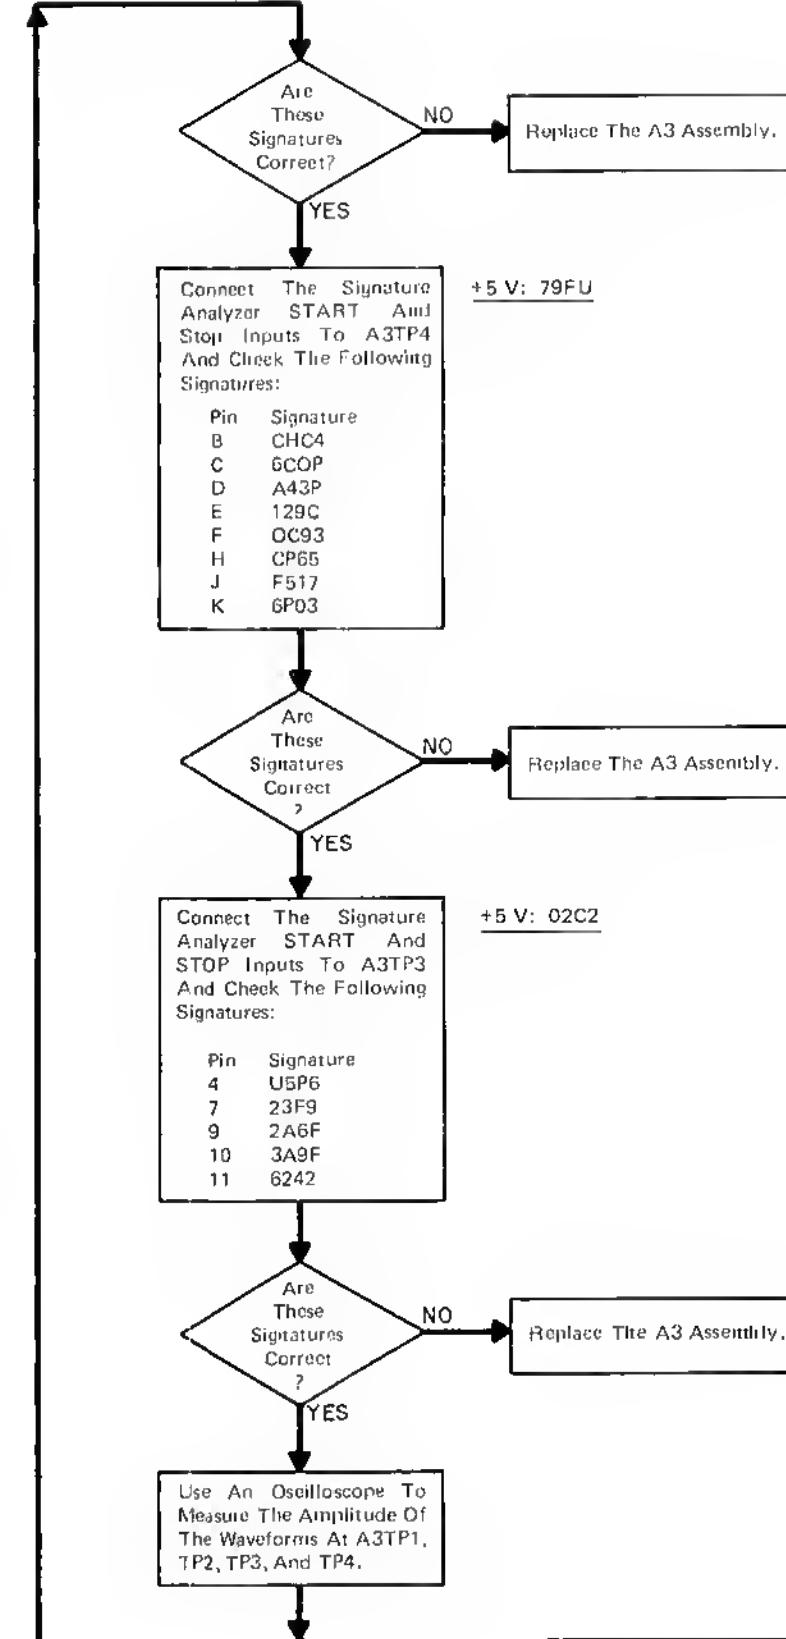 Are
These
Signatures
Correct?
NO
Replace The A3 Assembly.
YES
Connect The Signature
Analyzer START And
Stop Inputs To A3TP4
And Check The Following
Signatures:
+5 V: 79FU
Pin Signature
B CHC4
C 6COP
D A43P
E 129C
F OC93
H CP65
J F517
K 6P03
Are
These
Signatures
Correct
?
NO
Replace The A3 Assembly.
YES
Connect The Signature
Analyzer START And
STOP Inputs To A3TP3
And Check The Following
Signatures:
+5 V: 02C2
Pin Signature
4 U5P6
7 23F9
9 2A6F
10 3A9F
11 6242
Are
These
Signatures
Correct
?
NO
Replace The A3 Assembly.
YES
Use An Oscilloscope To
Measure The Amplitude Of
The Waveforms At A3TP1,
TP2, TP3, And TP4.